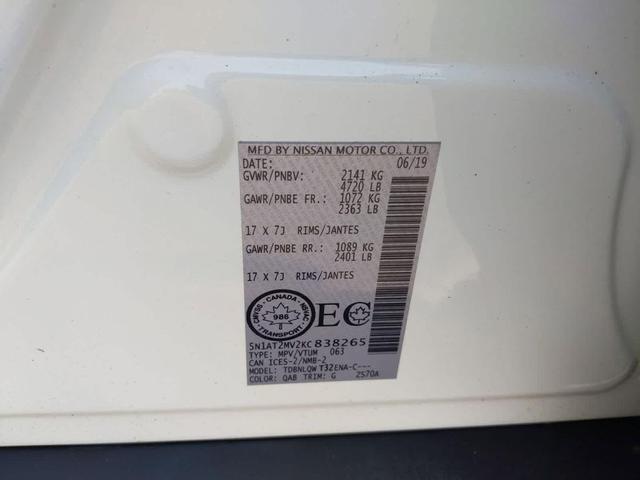 MFD BY NISSAN MOTOR CO., LTD.
DATE: 06/19
GVWR/PNBV: 2141 KG
4720 LB
GAWR/PNBE FR.: 1072 KG
2363 LB
17 X 7J RIMS/JANTES
GAWR/PNBE RR.: 1089 KG
2401 LB
17 X 7J RIMS/JANTES
CANADA
CMVSS NSVAC
986
TRANSPORT
EC
5N1AT2MV2KC838265
TYPE: MPV/VTUM 063
CAN ICES-2/NMB-2
MODEL: TDBNLQW T32ENA-C---
COLOR: QAB TRIM: G 2S70A